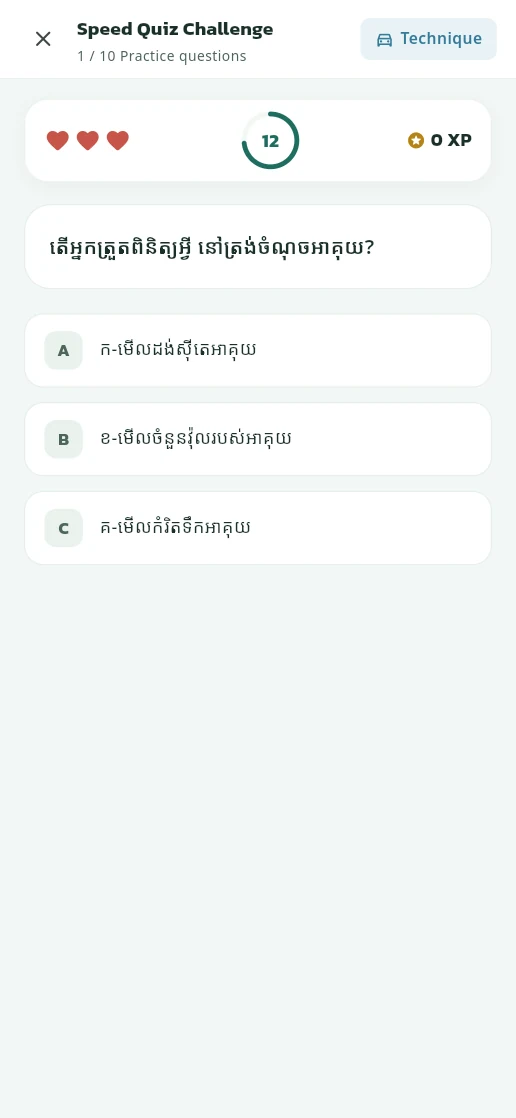 Speed Quiz Challenge
1 / 10 Practice questions
Technique
12
0 XP
តើអ្នកត្រួតពិនិត្យអ្វី នៅត្រង់ចំណុចអាគុយ?
A
ក-មើលដង់ស៊ីតេអាគុយ
B
ខ-មើលចំនួនវ៉ុលរបស់អាគុយ
C
គ-មើលកំរិតទឹកអាគុយ